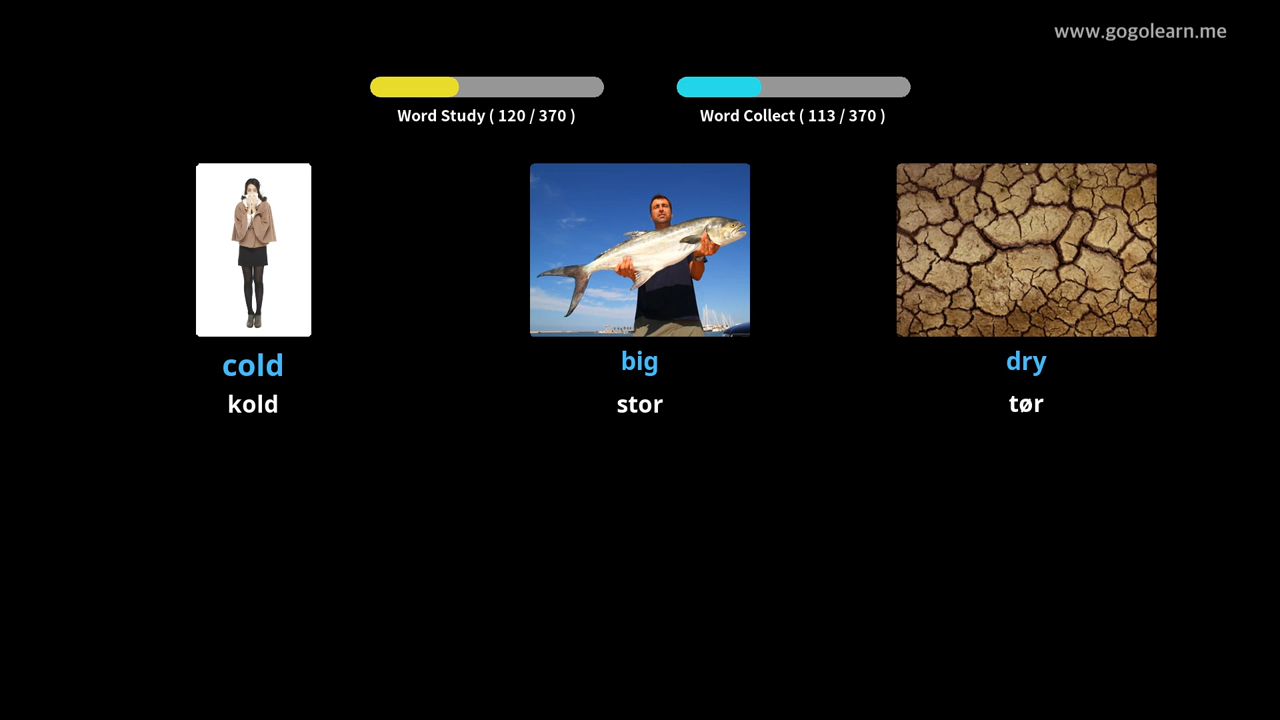 www.gogolearn.me
Word Study ( 120 / 370 )
Word Collect ( 113 / 370 )
cold
kold
big
stor
dry
tør